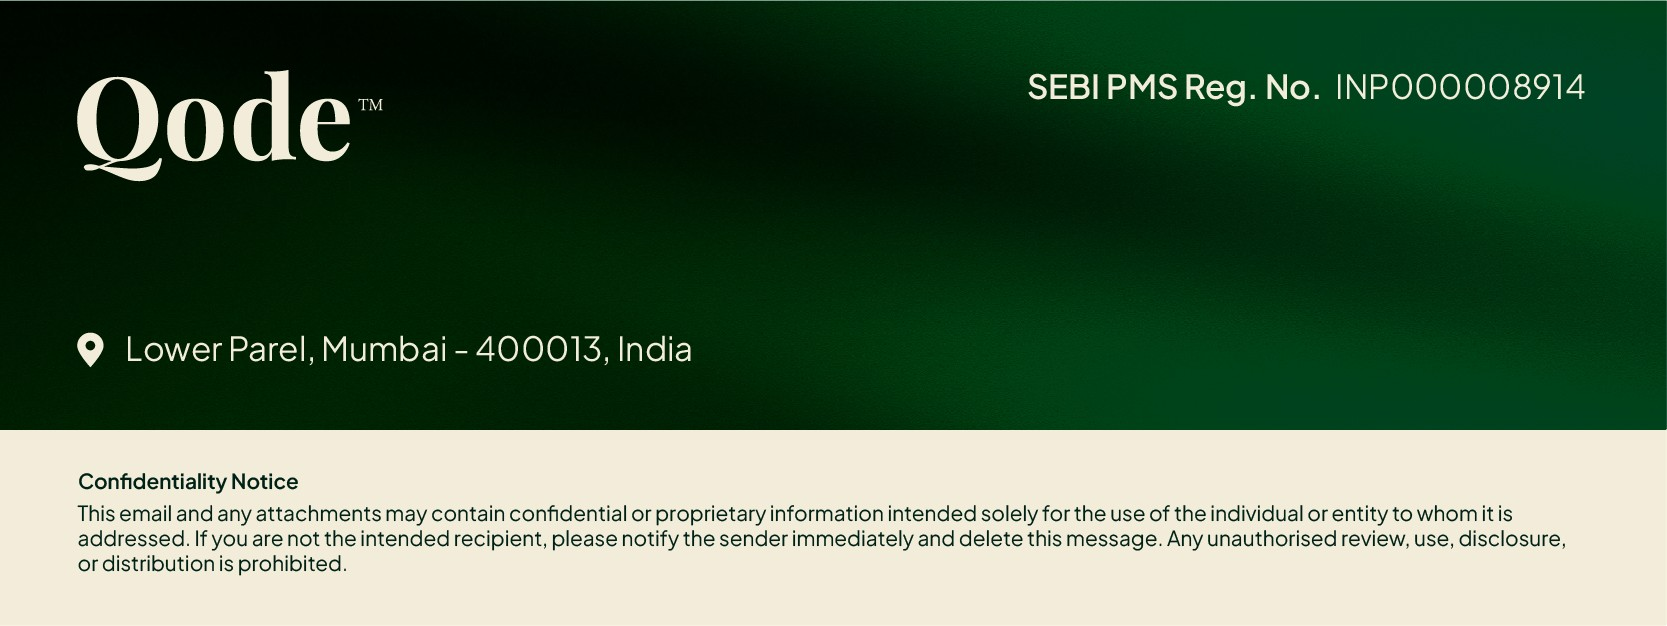 Qode™
SEBI PMS Reg. No. INP000008914
Lower Parel, Mumbai - 400013, India
Confidentiality Notice
This email and any attachments may contain confidential or proprietary information intended solely for the use of the individual or entity to whom it is
addressed. If you are not the intended recipient, please notify the sender immediately and delete this message. Any unauthorised review, use, disclosure,
or distribution is prohibited.